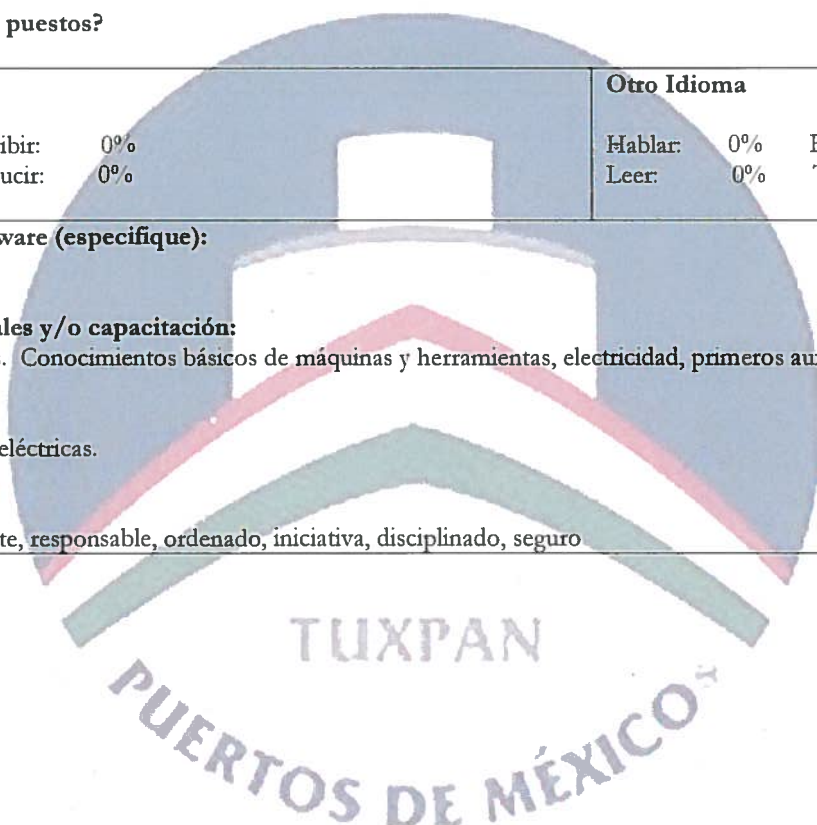 puestos?
Otro Idioma
ibir: 0% Hablar: 0%
ucir: 0% Leer: 0%
ware (especifique):
ales y/o capacitación:
. Conocimientos básicos de máquinas y herramientas, electricidad, primeros au
eléctricas.
te, responsable, ordenado, iniciativa, disciplinado, seguro
TUXPAN
PUERTOS DE MÉXICO